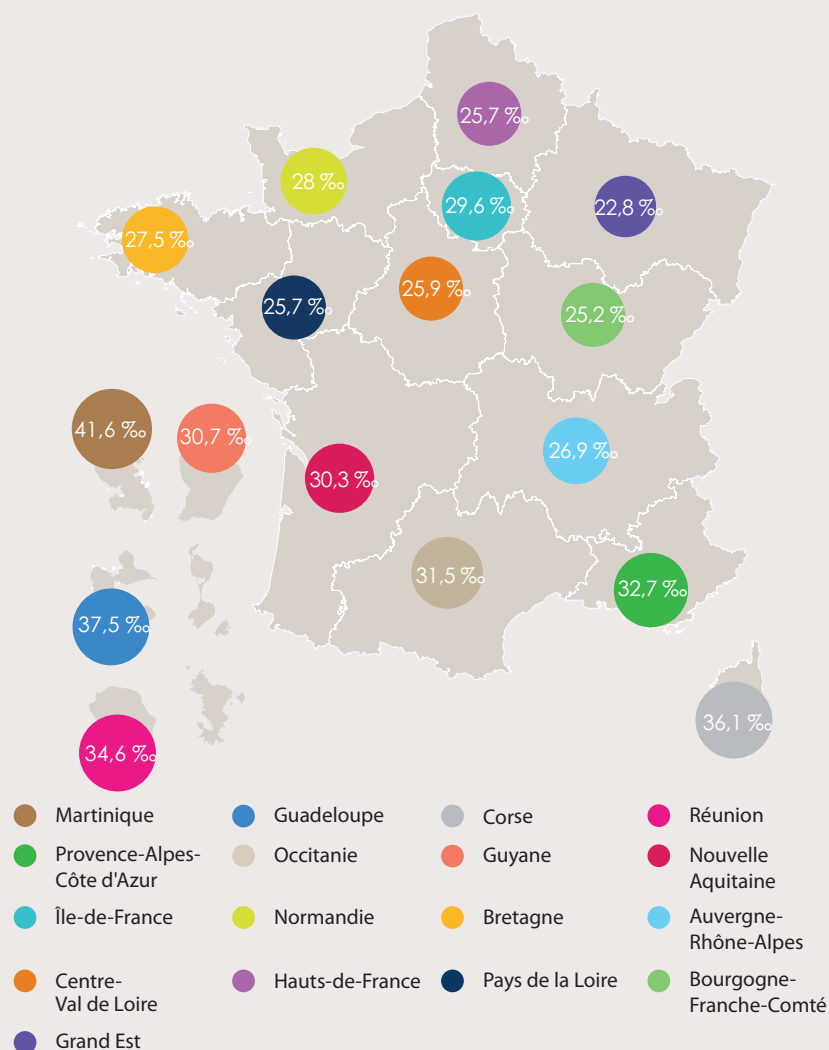 25,7 ‰
28 ‰
29,6 ‰
22,8 ‰
27,5 ‰
25,9 ‰
25,7 ‰
25,2 ‰
41,6 ‰
30,7 ‰
26,9 ‰
30,3 ‰
31,5 ‰
32,7 ‰
37,5 ‰
36,1 ‰
34,6 ‰
Martinique
Guadeloupe
Corse
Réunion
Provence-Alpes-
Côte d'Azur
Occitanie
Guyane
Nouvelle
Aquitaine
Île-de-France
Normandie
Bretagne
Auvergne-
Rhône-Alpes
Centre-
Val de Loire
Hauts-de-France
Pays de la Loire
Bourgogne-
Franche-Comté
Grand Est